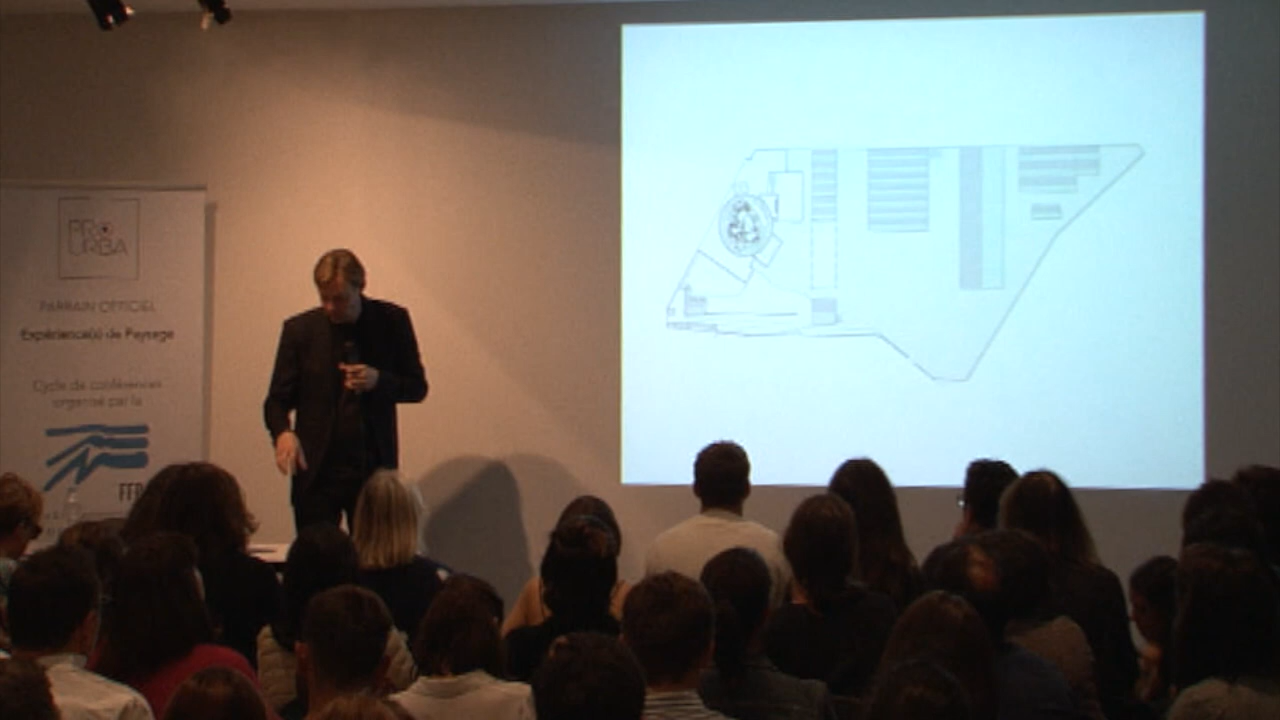 PRO
URBA
PARRAIN OFFICIEL
Expérience(s) de Paysage
Cycle de conférences
organisé par la
FFP